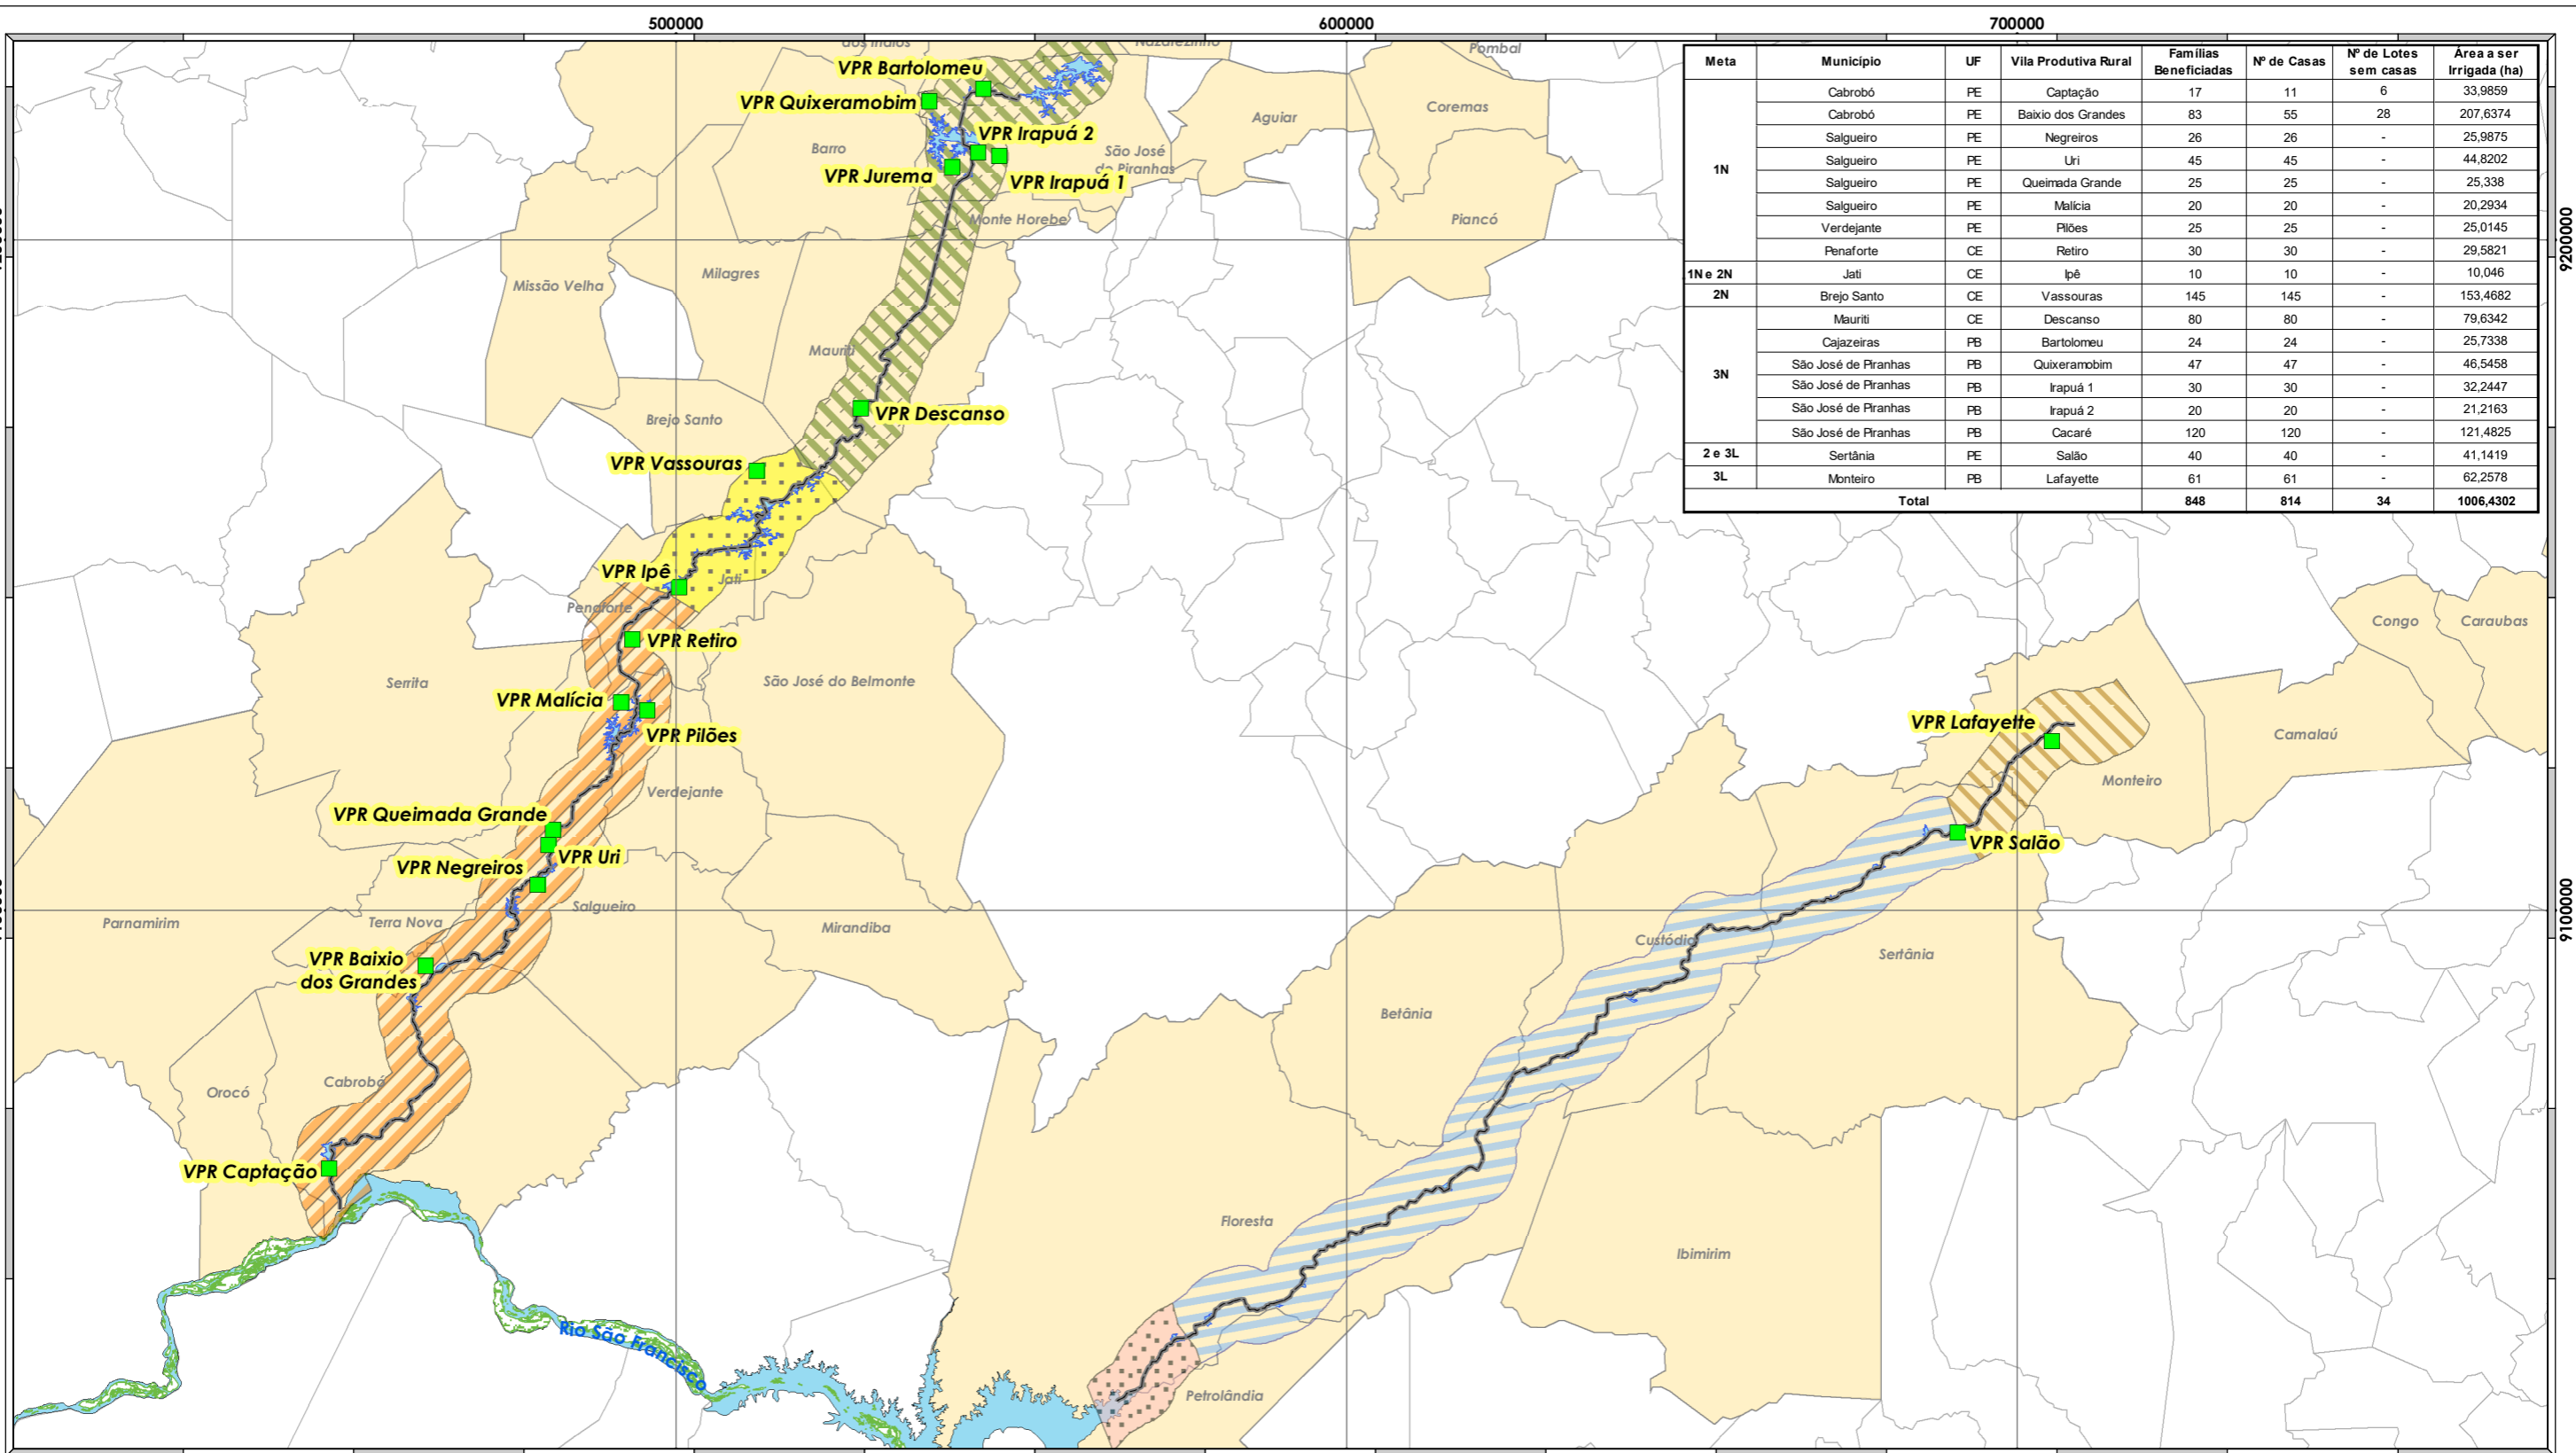 500000
600000
700000
dos Índios
Nazarezinho
Pombal
VPR Bartolomeu
VPR Quixeramobim
VPR Irapuá 2
VPR Jurema
VPR Irapuá 1
Barro
São José
de Piranhas
Aguiar
Coremas
Monte Horebe
Piancó
Missão Velha
Milagres
Mauriti
Brejo Santo
VPR Descanso
VPR Vassouras
VPR Ipê
Jati
Penaforte
VPR Retiro
Serrita
São José do Belmonte
VPR Malícia
VPR Pilões
Verdejante
VPR Queimada Grande
VPR Uri
VPR Negreiros
Salgueiro
Parnamirim
Terra Nova
Mirandiba
VPR Baixio
dos Grandes
Orocó
Cabrobó
VPR Captação
Rio São Francisco
Congo
Caraubas
VPR Lafayette
Camalaú
Monteiro
VPR Salão
Custódia
Sertânia
Betânia
Floresta
Ibimirim
Petrolândia
9200000
9100000
Meta Município UF Vila Produtiva Rural Famílias Beneficiadas Nº de Casas Nº de Lotes sem casas Área a ser Irrigada (ha)
1N
Cabrobó PE Captação 17 11 6 33,9859
Cabrobó PE Baixio dos Grandes 83 55 28 207,6374
Salgueiro PE Negreiros 26 26 - 25,9875
Salgueiro PE Uri 45 45 - 44,8202
Salgueiro PE Queimada Grande 25 25 - 25,338
Salgueiro PE Malícia 20 20 - 20,2934
Verdejante PE Pilões 25 25 - 25,0145
Penaforte CE Retiro 30 30 - 29,5821
1N e 2N Jati CE Ipê 10 10 - 10,046
2N Brejo Santo CE Vassouras 145 145 - 153,4682
3N
Mauriti CE Descanso 80 80 - 79,6342
Cajazeiras PB Bartolomeu 24 24 - 25,7338
São José de Piranhas PB Quixeramobim 47 47 - 46,5458
São José de Piranhas PB Irapuá 1 30 30 - 32,2447
São José de Piranhas PB Irapuá 2 20 20 - 21,2163
São José de Piranhas PB Cacaré 120 120 - 121,4825
2 e 3L Sertânia PE Salão 40 40 - 41,1419
3L Monteiro PB Lafayette 61 61 - 62,2578
Total 848 814 34 1006,4302